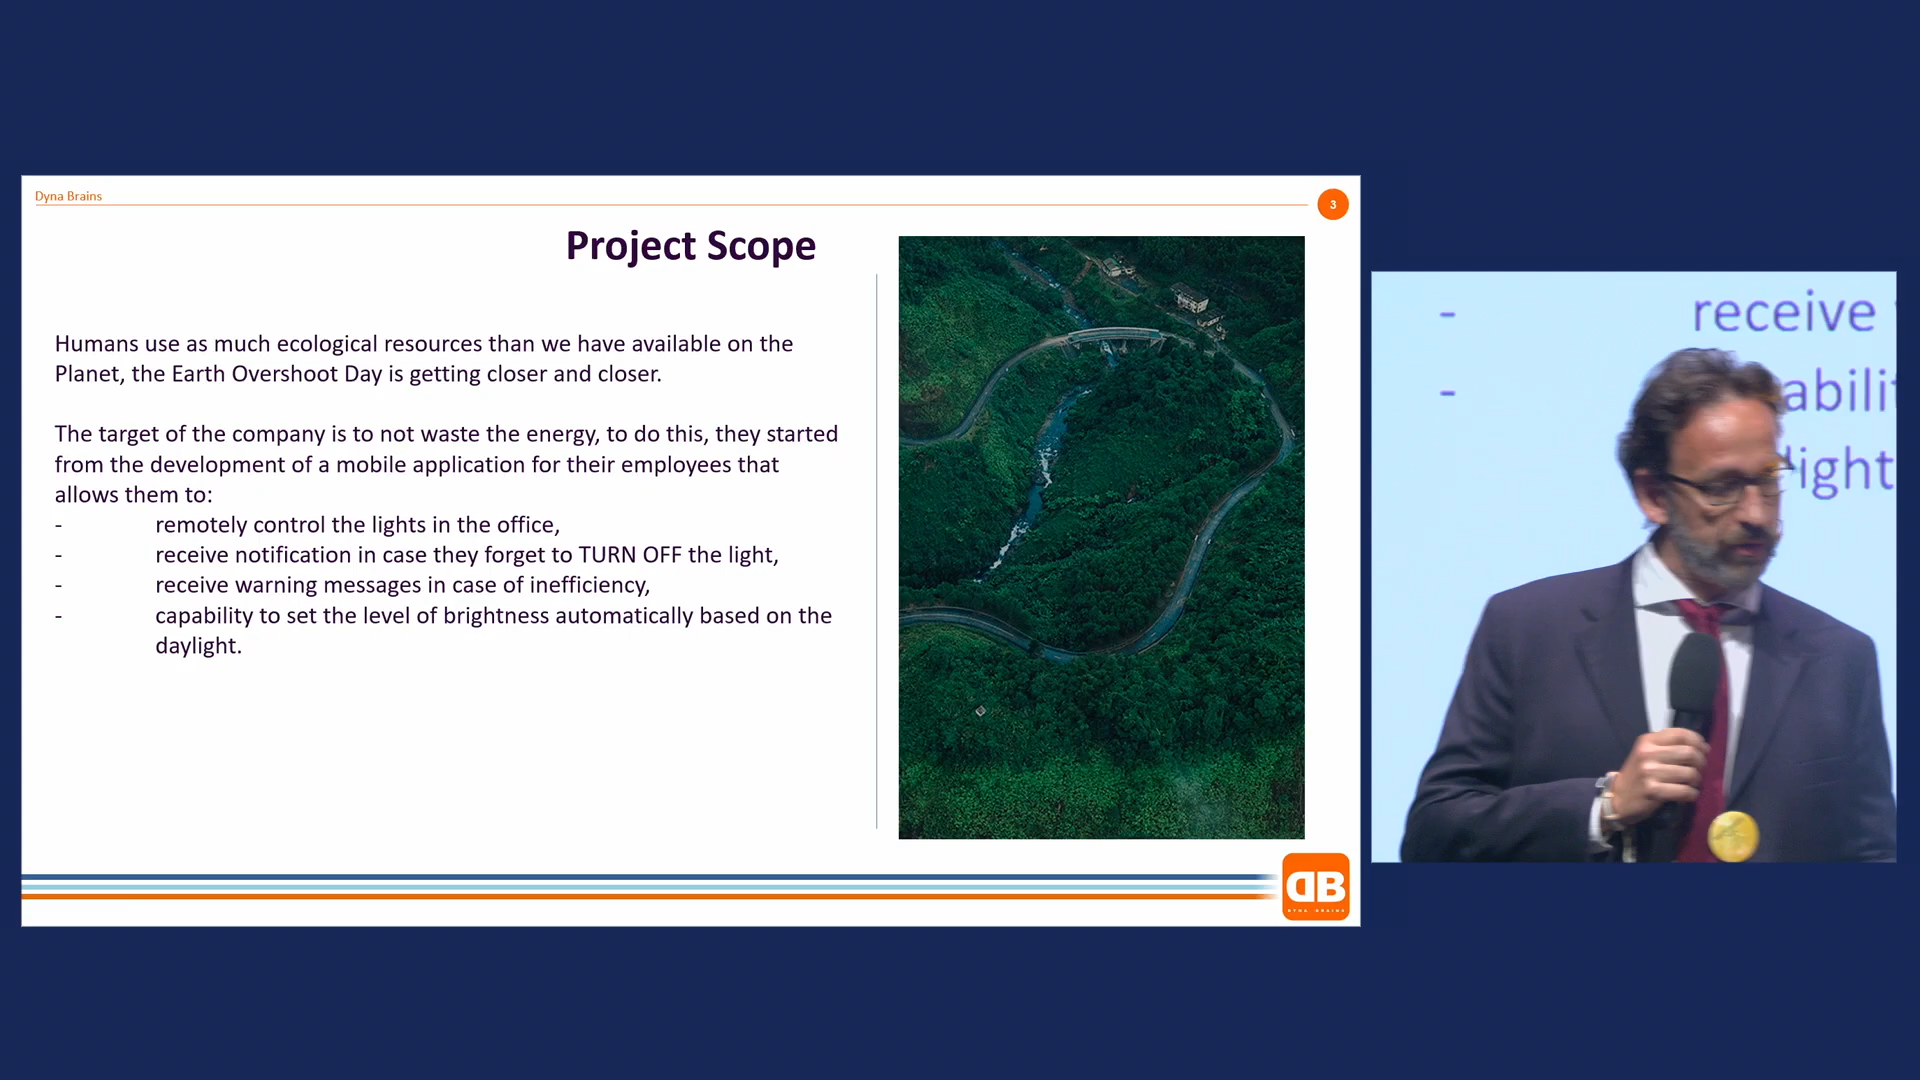 Dyna Brains
3
Project Scope
Humans use as much ecological resources than we have available on the
Planet, the Earth Overshoot Day is getting closer and closer.
The target of the company is to not waste the energy, to do this, they started
from the development of a mobile application for their employees that
allows them to:
- remotely control the lights in the office,
- receive notification in case they forget to TURN OFF the light,
- receive warning messages in case of inefficiency,
- capability to set the level of brightness automatically based on the
daylight.
DB
DYNA BRAINS
- receive
-
light